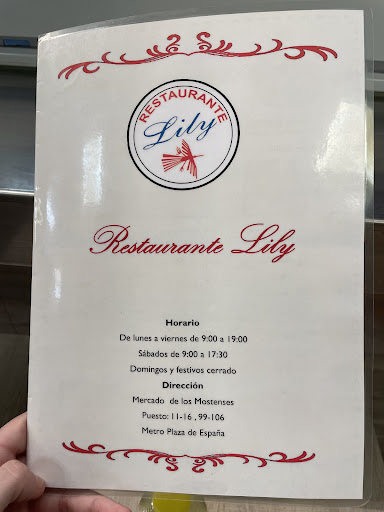 RESTAURANTE
Lily
Restaurante Lily
Horario
De lunes a viernes de 9:00 a 19:00
Sábados de 9:00 a 17:30
Domingos y festivos cerrado
Dirección
Mercado de los Mostenses
Puesto: 11-16 , 99-106
Metro Plaza de España